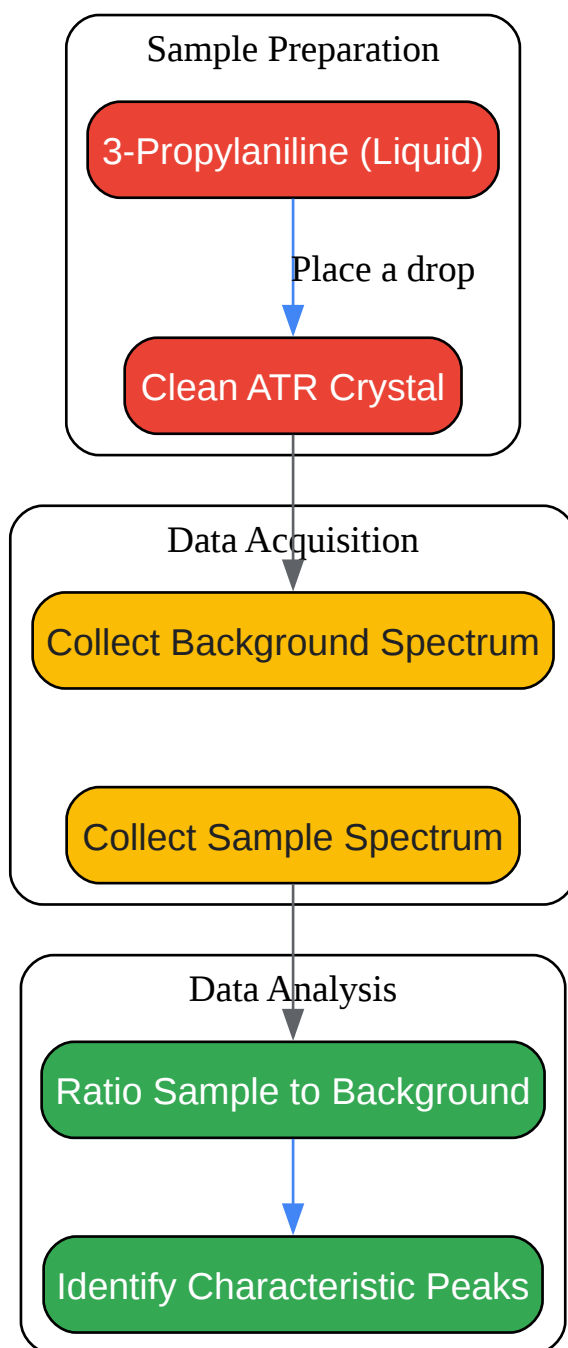 Sample Preparation
3-Propylaniline (Liquid)
Place a drop
Clean ATR Crystal
Data Acquisition
Collect Background Spectrum
Collect Sample Spectrum
Data Analysis
Ratio Sample to Background
Identify Characteristic Peaks